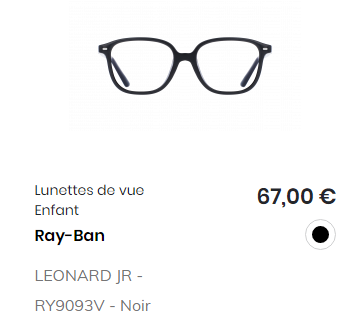 Lunettes de vue
Enfant
67,00 €
Ray-Ban
LEONARD JR -
RY9093V - Noir